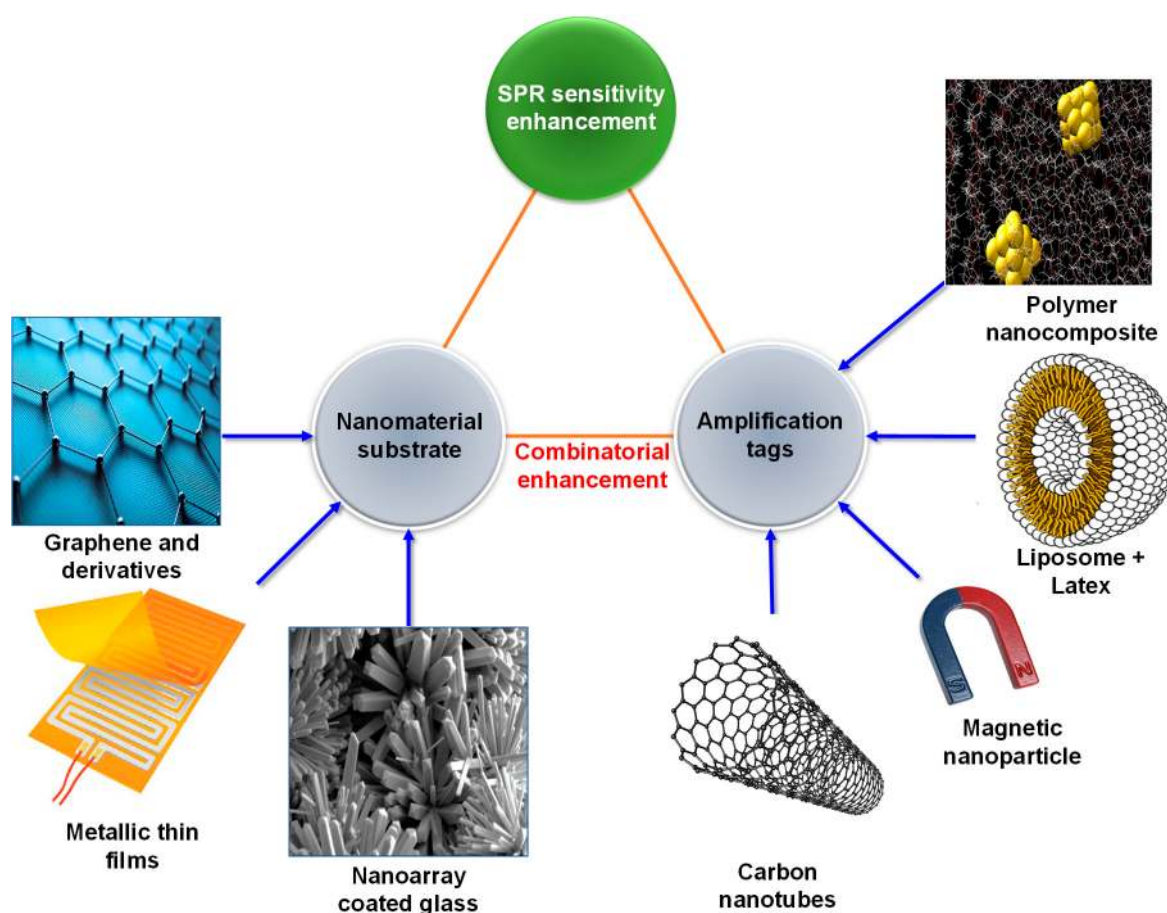 SPR sensitivity
enhancement
Polymer
nanocomposite
Nanomaterial
substrate
Combinatorial
enhancement
Amplification
tags
Graphene and
derivatives
Liposome +
Latex
S
N
Magnetic
nanoparticle
Metallic thin
films
Nanoarray
coated glass
Carbon
nanotubes